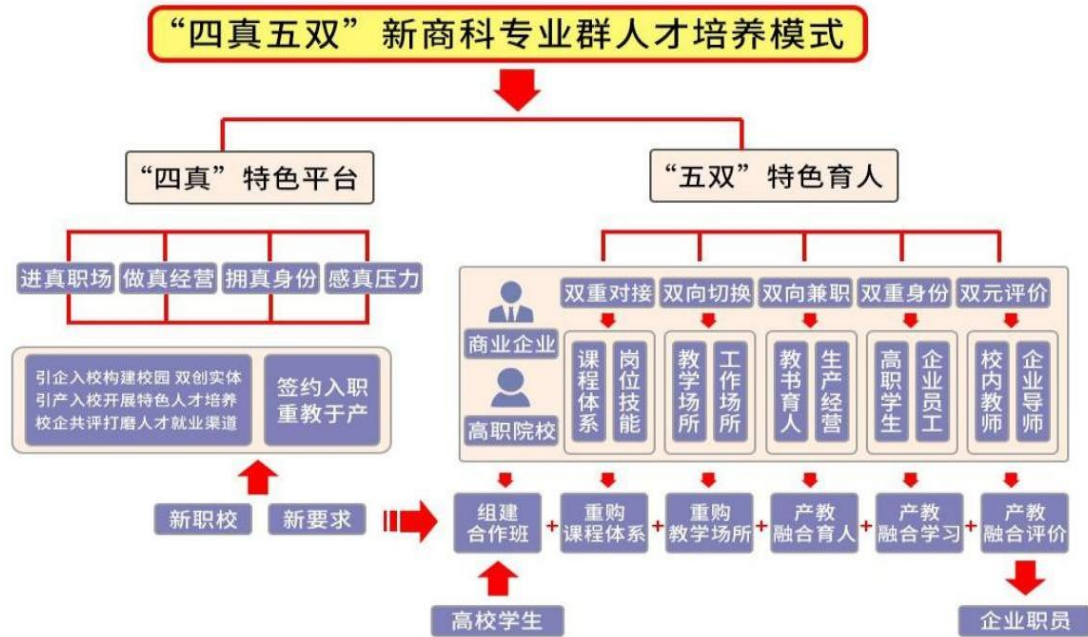 “四真五双”新商科专业群人才培养模式
“四真”特色平台
“五双”特色育人
进真职场
做真经营
拥真身份
感真压力
引企入校构建校园 双创实体
引产入校开展特色人才培养
校企共评打磨人才就业渠道
签约入职
重教于产
新职校
新要求
商业企业
高职院校
双重对接
双向切换
双向兼职
双重身份
双元评价
课程体系
岗位技能
教学场所
工作场所
教书育人
生产经营
高职学生
企业员工
校内教师
企业导师
组建
合作班
+
重购
课程体系
+
重购
教学场所
+
产教
融合育人
+
产教
融合学习
+
产教
融合评价
高校学生
企业职员